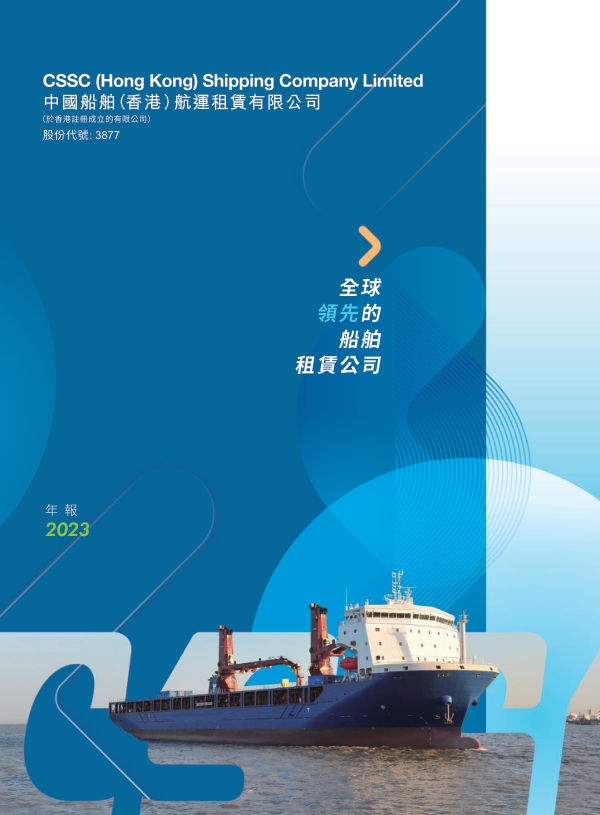 CSSC (Hong Kong) Shipping Company Limited
中國船舶(香港)航運租賃有限公司
(於香港註冊成立的有限公司)
股份代號: 3877
全球
領先的
船舶
租賃公司
年報
2023